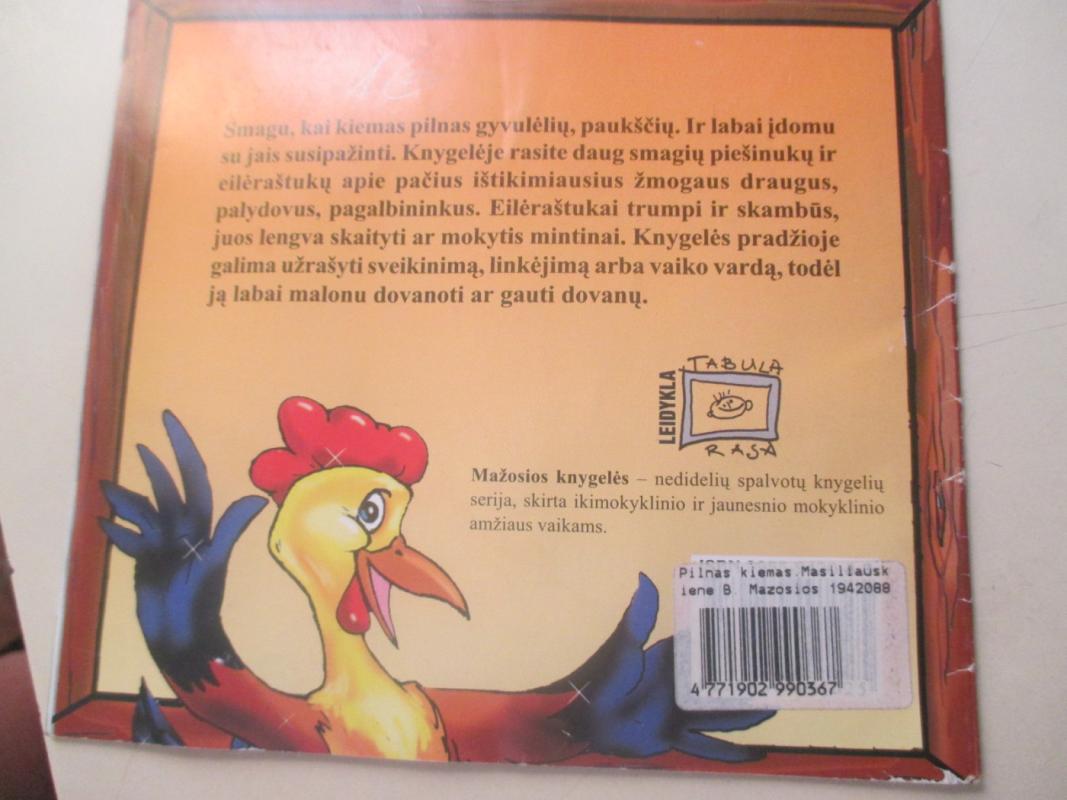 Smagu, kai kiemas pilnas gyvulėlių, paukščių. Ir labai įdomu
su jais susipažinti. Knygelėje rasite daug smagių piešinukų ir
eilėraštukų apie pačius ištikimiausius žmogaus draugus,
palydovus, pagalbininkus. Eilėraštukai trumpi ir skambūs,
juos lengva skaityti ar mokytis mintinai. Knygelės pradžioje
galima užrašyti sveikinimą, linkėjimą arba vaiko vardą, todėl
ją labai malonu dovanoti ar gauti dovanų.
LEIDYKLA
TABULA
RASA
Mažosios knygelės – nedidelių spalvotų knygelių
serija, skirta ikimokyklinio ir jaunesnio mokyklinio
amžiaus vaikams.
Pilnas kiemas.Masiliausk
iene B. Mazosios 1942088
4 771902 990367